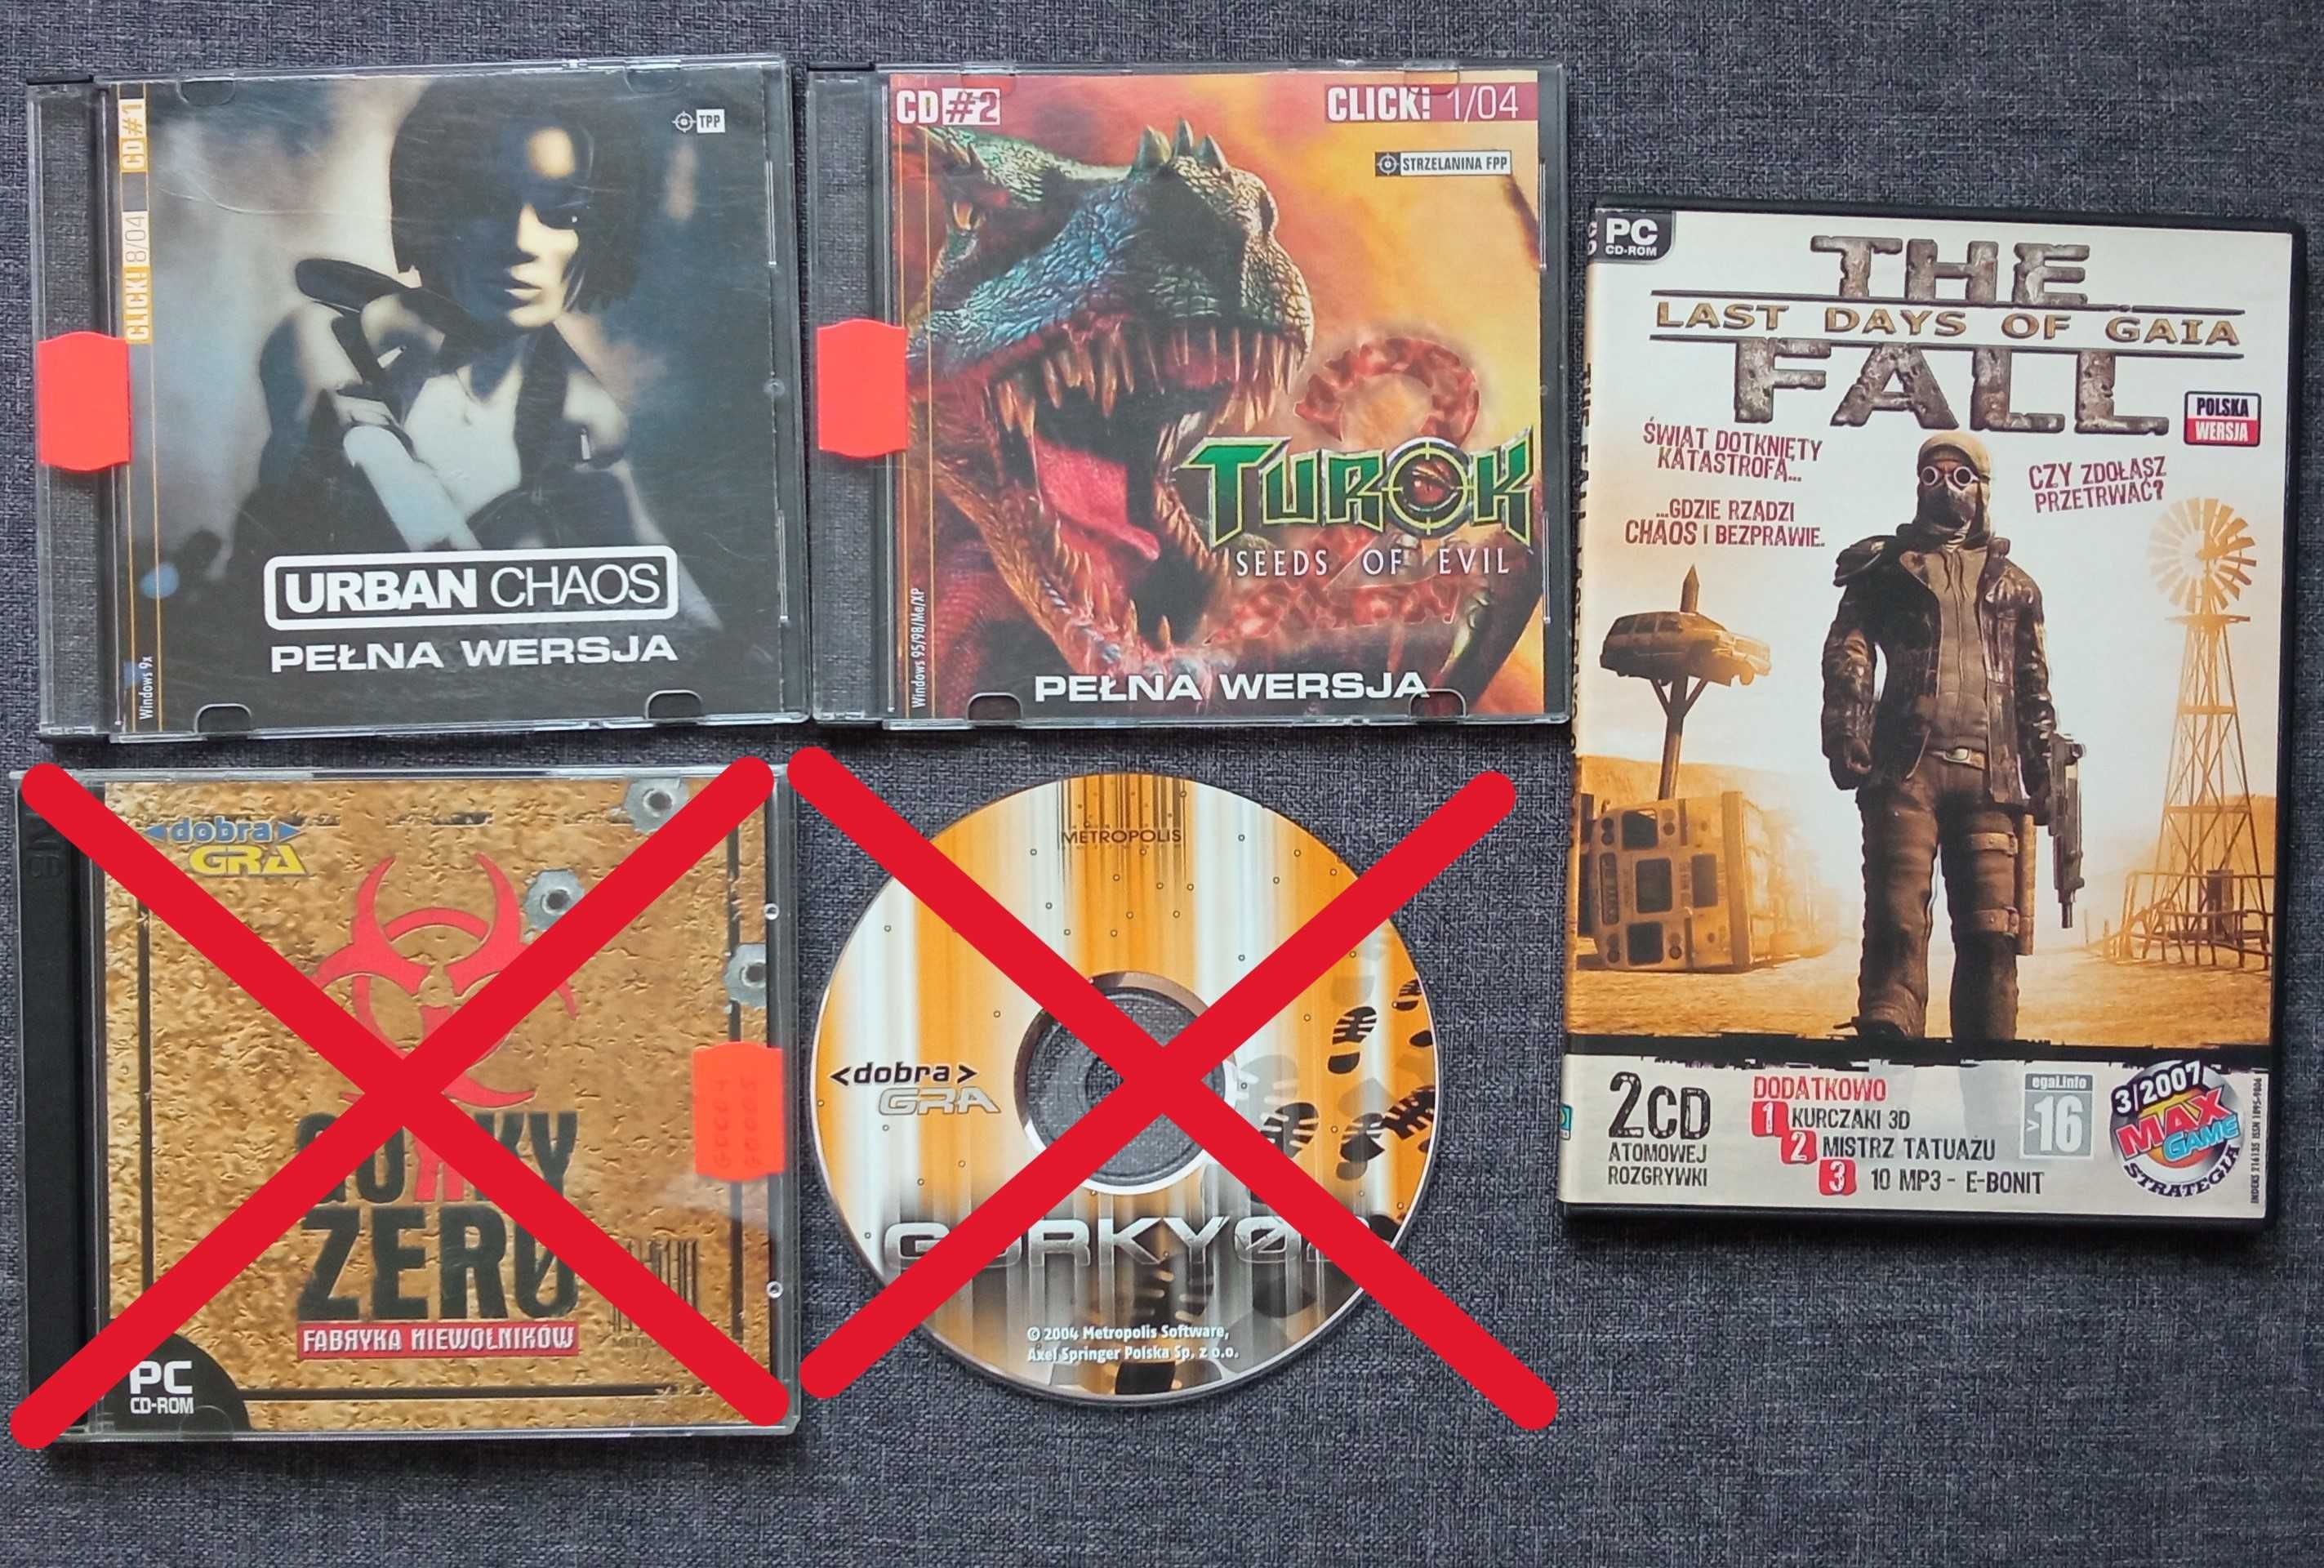 CLICK! 8/04 CD#1
TPP
URBAN CHAOS
PEŁNA WERSJA
Windows 9x
CD#2
CLICK! 1/04
STRZELANINA FPP
TUROK
2
SEEDS OF EVIL
PEŁNA WERSJA
Windows 95/98/Me/XP
PC
CD-ROM
THE
LAST DAYS OF GAIA
FALL
POLSKA
WERSJA
ŚWIAT DOTKNIĘTY
KATASTROFĄ...
...GDZIE RZĄDZI
CHAOS I BEZPRAWIE.
CZY ZDOŁASZ
PRZETRWAĆ?
2CD
ATOMOWEJ
ROZGRYWKI
DODATKOWO
1 KURCZAKI 3D
2 MISTRZ TATUAŻU
3 10 MP3 - E-BONIT
egal.info
>16
3/2007
MAX
GAME
STRATEGIA
<dobra>
GRA
GORKY
ZERO
FABRYKA NIEWOLNIKÓW
PC
CD-ROM
METROPOLIS
<dobra>
GRA
© 2004 Metropolis Software,
Axel Springer Polska Sp. z o.o.